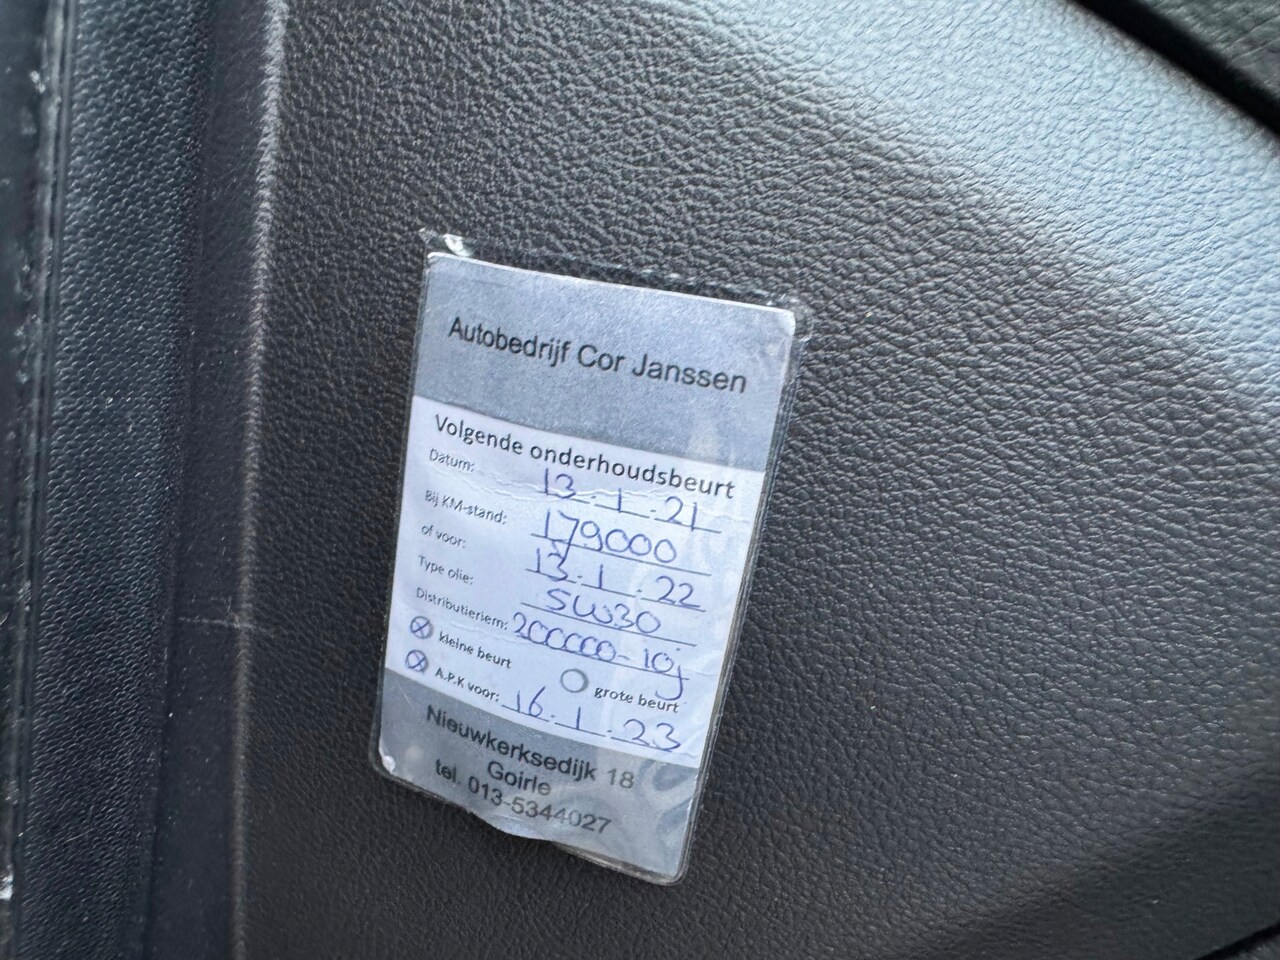 Autobedrijf Cor Janssen
Volgende onderhoudsbeurt
Datum: 13.1.21
Bij KM-stand: 179000
of voor: 13.1.22
Type olie: 5W30
Distributieriem: 200000-10j
kleine beurt grote beurt
A.P.K voor: 16.1.23
Nieuwkerksedijk 18
Goirle
tel. 013-5344027